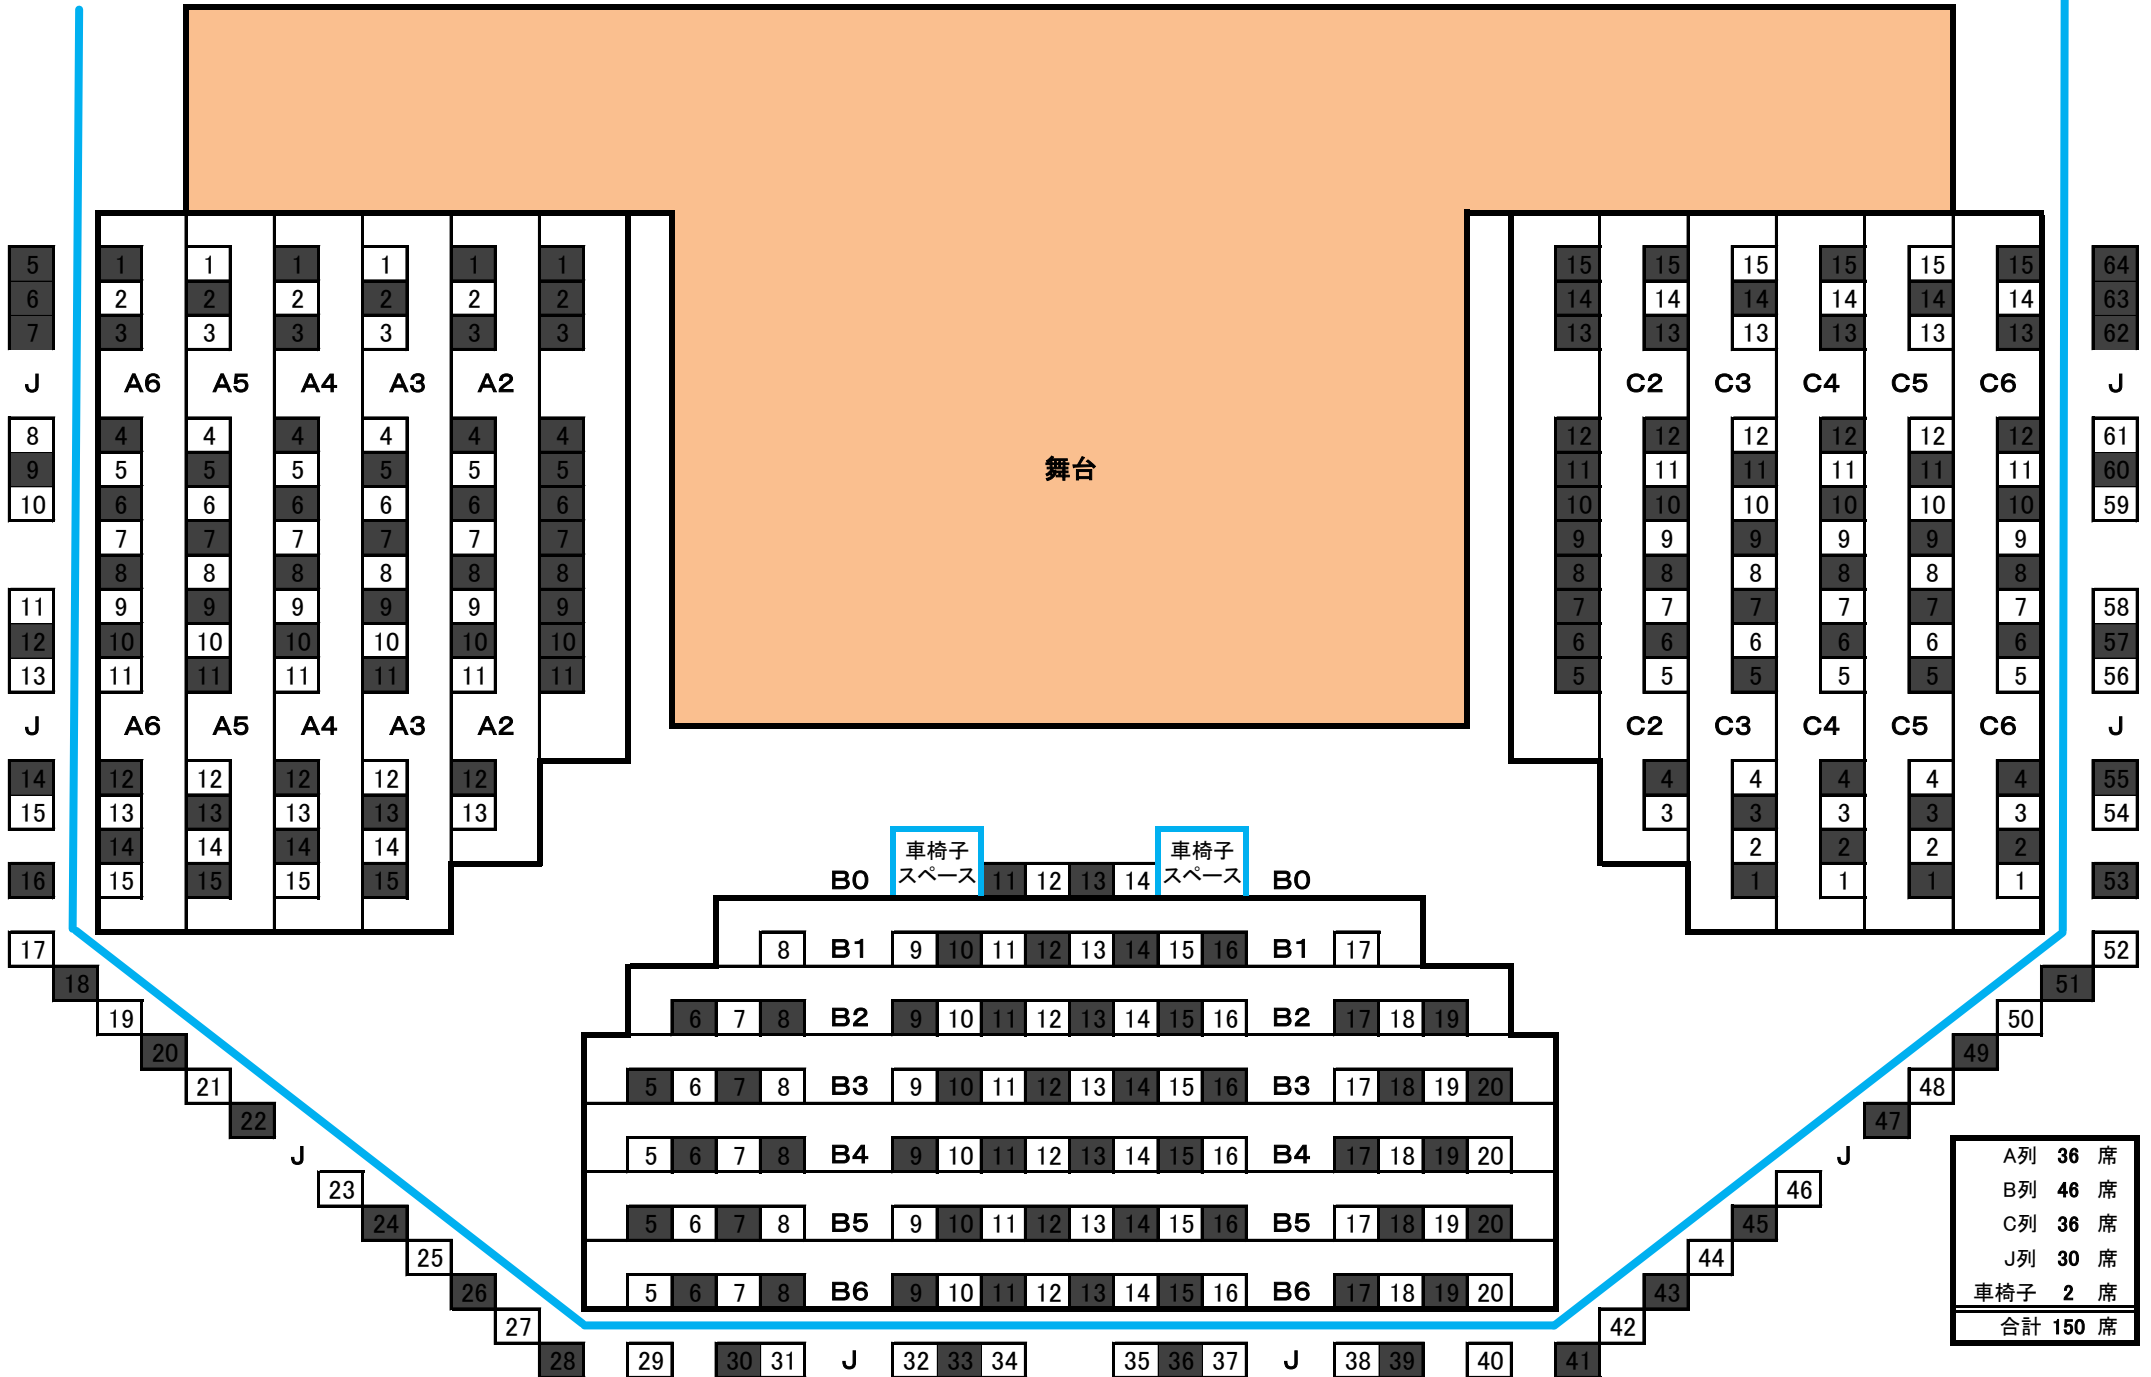 5 1 1 1 1 1 1 15 15 15 15 15 15 64
6 2 2 2 2 2 2 14 14 14 14 14 14 63
7 3 3 3 3 3 3 13 13 13 13 13 13 62
J A6 A5 A4 A3 A2 C2 C3 C4 C5 C6 J
8 4 4 4 4 4 4 12 12 12 12 12 12 61
9 5 5 5 5 5 5 舞台 11 11 11 11 11 11 60
10 6 6 6 6 6 6 10 10 10 10 10 10 59
7 7 7 7 7 7 9 9 9 9 9 9
8 8 8 8 8 8 8 8 8 8 8 8
11 9 9 9 9 9 9 7 7 7 7 7 7 58
12 10 10 10 10 10 10 6 6 6 6 6 6 57
13 11 11 11 11 11 11 5 5 5 5 5 5 56
J A6 A5 A4 A3 A2 C2 C3 C4 C5 C6 J
14 12 12 12 12 12 4 4 4 4 4 55
15 13 13 13 13 13 3 3 3 3 3 54
14 14 14 14 車椅子 車椅子 2 2 2 2
16 15 15 15 15 B0 スペース 11 12 13 14 スペース B0 1 1 1 1 53
17 8 B1 9 10 11 12 13 14 15 16 B1 17 52
18 51
19 6 7 8 B2 9 10 11 12 13 14 15 16 B2 17 18 19 50
20 49
21 5 6 7 8 B3 9 10 11 12 13 14 15 16 B3 17 18 19 20 48
22 47
J 5 6 7 8 B4 9 10 11 12 13 14 15 16 B4 17 18 19 20 J A列 36 席
23 46 B列 46 席
24 5 6 7 8 B5 9 10 11 12 13 14 15 16 B5 17 18 19 20 45 C列 36 席
25 44 J列 30 席
26 5 6 7 8 B6 9 10 11 12 13 14 15 16 B6 17 18 19 20 43 車椅子 2 席
27 42 合計 150 席
28 29 30 31 J 32 33 34 35 36 37 J 38 39 40 41